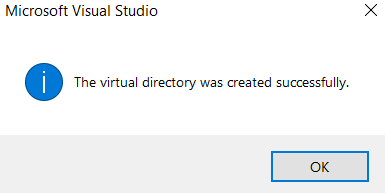 Microsoft Visual Studio
The virtual directory was created successfully.
OK